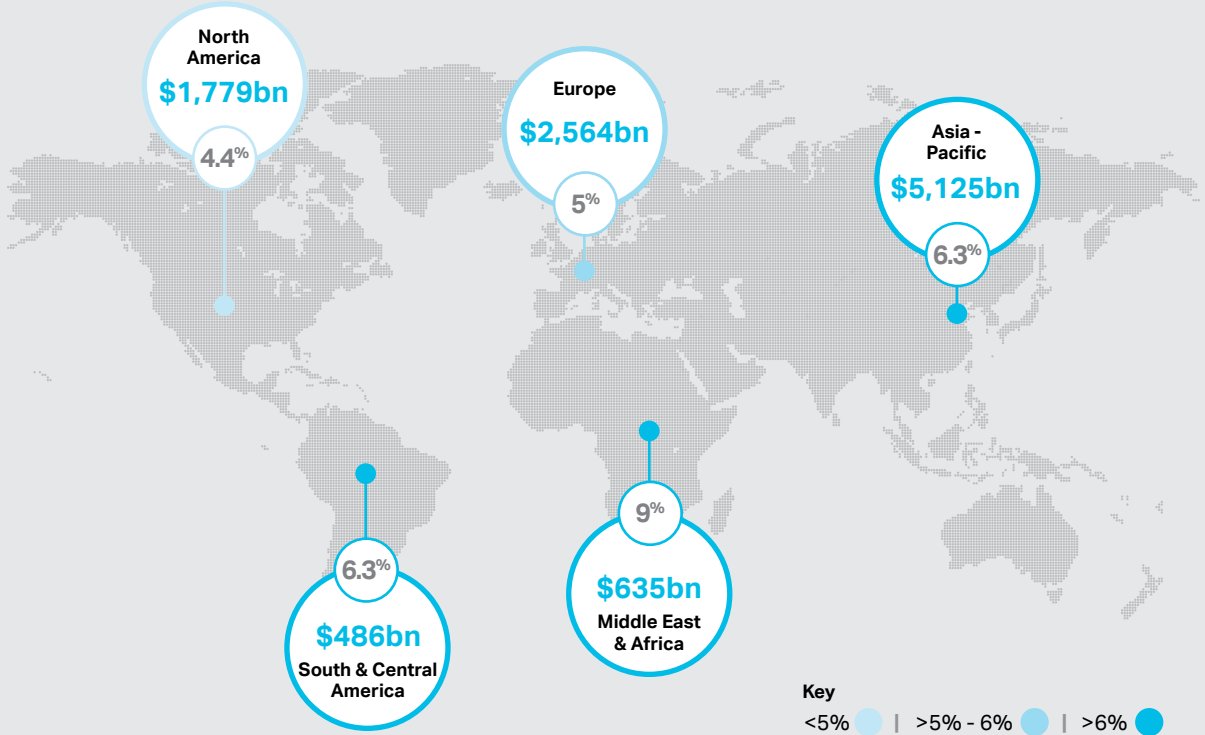 North
America
$1,779bn
4.4%
Europe
$2,564bn
5%
Asia -
Pacific
$5,125bn
6.3%
6.3%
$486bn
South & Central
America
9%
$635bn
Middle East
& Africa
Key
<5% | >5% - 6% | >6%